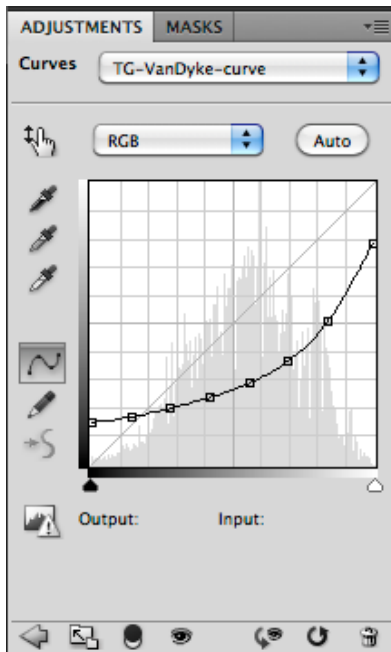 ADJUSTMENTS MASKS
Curves TG-VanDyke-curve
RGB Auto
Output: Input: